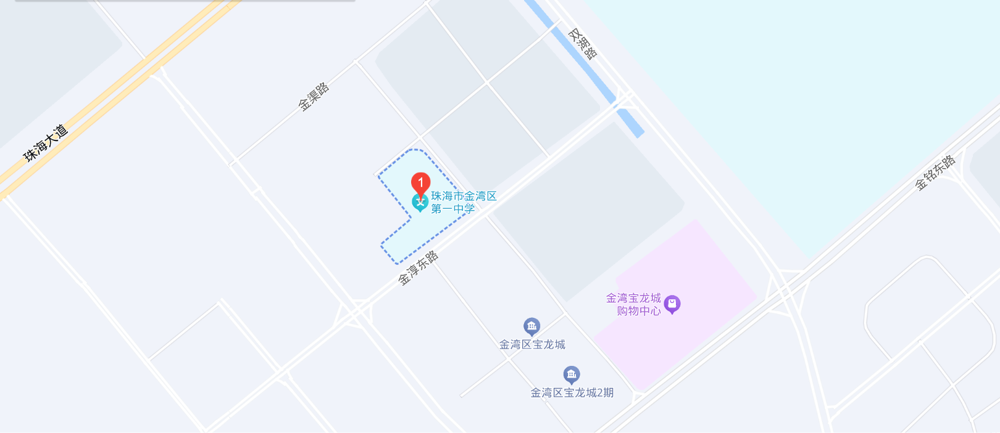 双湖路
金渠路
珠海大道
金铭东路
1
文
珠海市金湾区
第一中学
金淳东路
金湾宝龙城
购物中心
金湾区宝龙城
金湾区宝龙城2期